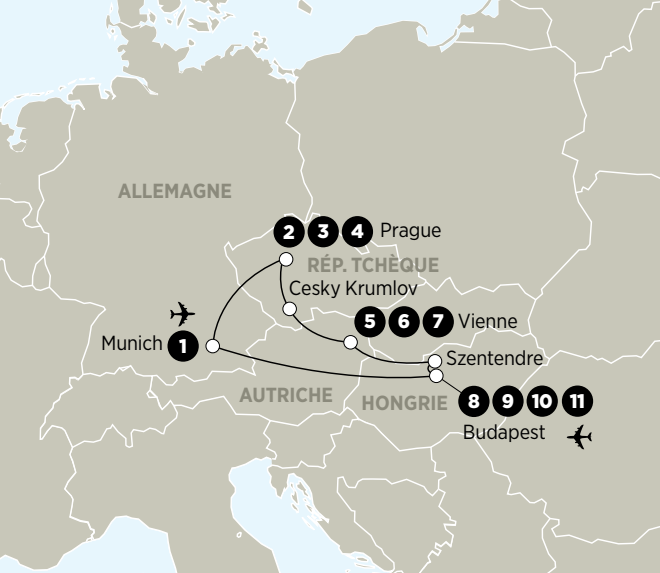 ALLEMAGNE
2 3 4 Prague
RÉP. TCHÈQUE
Cesky Krumlov
5 6 7 Vienne
Munich 1
Szentendre
AUTRICHE
HONGRIE
8 9 10 11
Budapest